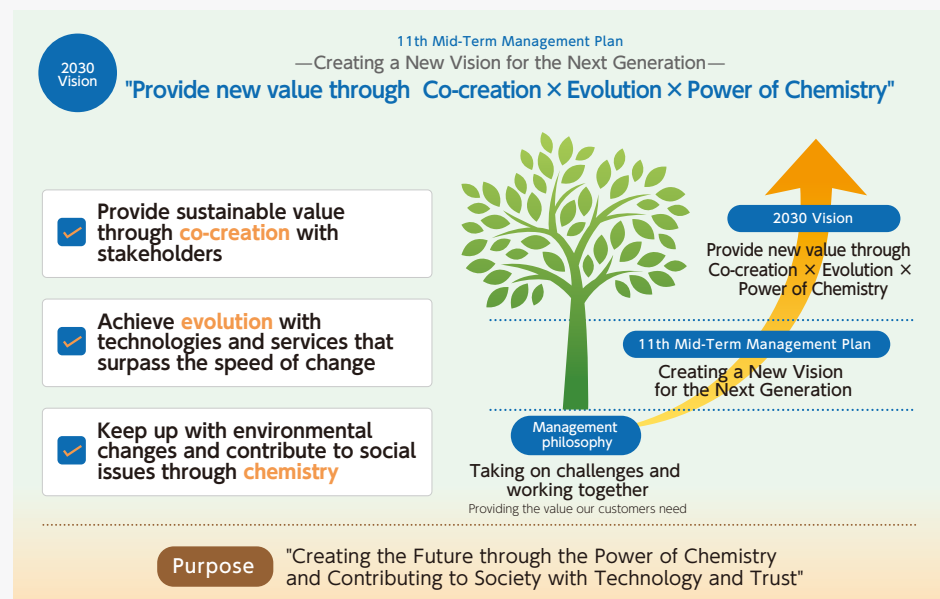 2030
Vision
11th Mid-Term Management Plan
—Creating a New Vision for the Next Generation—
"Provide new value through Co-creation × Evolution × Power of Chemistry"
Provide sustainable value
through co-creation with
stakeholders
Achieve evolution with
technologies and services that
surpass the speed of change
Keep up with environmental
changes and contribute to social
issues through chemistry
2030 Vision
Provide new value through
Co-creation × Evolution ×
Power of Chemistry
11th Mid-Term Management Plan
Creating a New Vision
for the Next Generation
Management
philosophy
Taking on challenges and
working together
Providing the value our customers need
Purpose
"Creating the Future through the Power of Chemistry
and Contributing to Society with Technology and Trust"